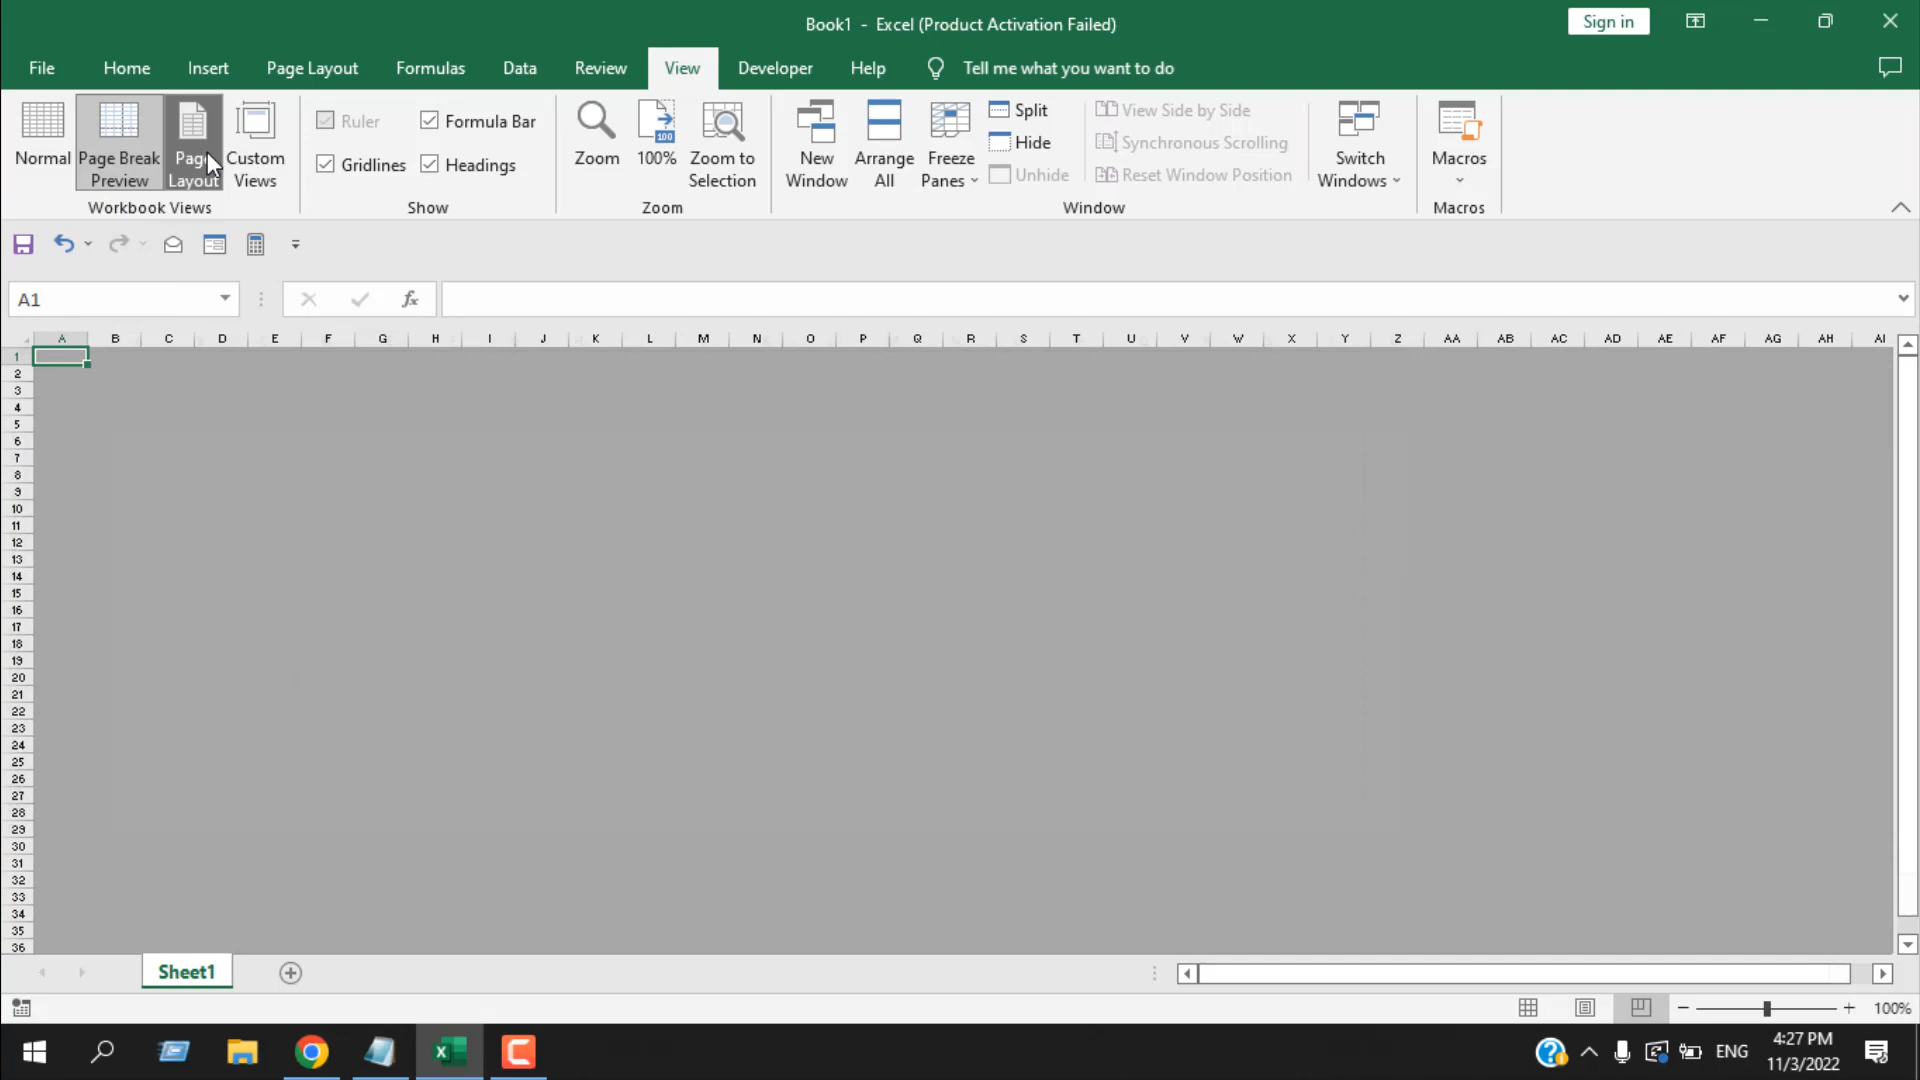 Book1 - Excel (Product Activation Failed)
Sign in
File Home Insert Page Layout Formulas Data Review View Developer Help Tell me what you want to do
Normal
Page Break Preview
Page Layout
Custom Views
Workbook Views
Ruler
Formula Bar
Gridlines
Headings
Show
Zoom
100%
100
Zoom to Selection
Zoom
New Window
Arrange All
Freeze Panes
Split
Hide
Unhide
View Side by Side
Synchronous Scrolling
Reset Window Position
Window
Switch Windows
Macros
Macros
A1
fx
A B C D E F G H I J K L M N O P Q R S T U V W X Y Z AA AB AC AD AE AF AG AH AI
1
2
3
4
5
6
7
8
9
10
11
12
13
14
15
16
17
18
19
20
21
22
23
24
25
26
27
28
29
30
31
32
33
34
35
36
Sheet1
100%
ENG
4:27 PM
11/3/2022